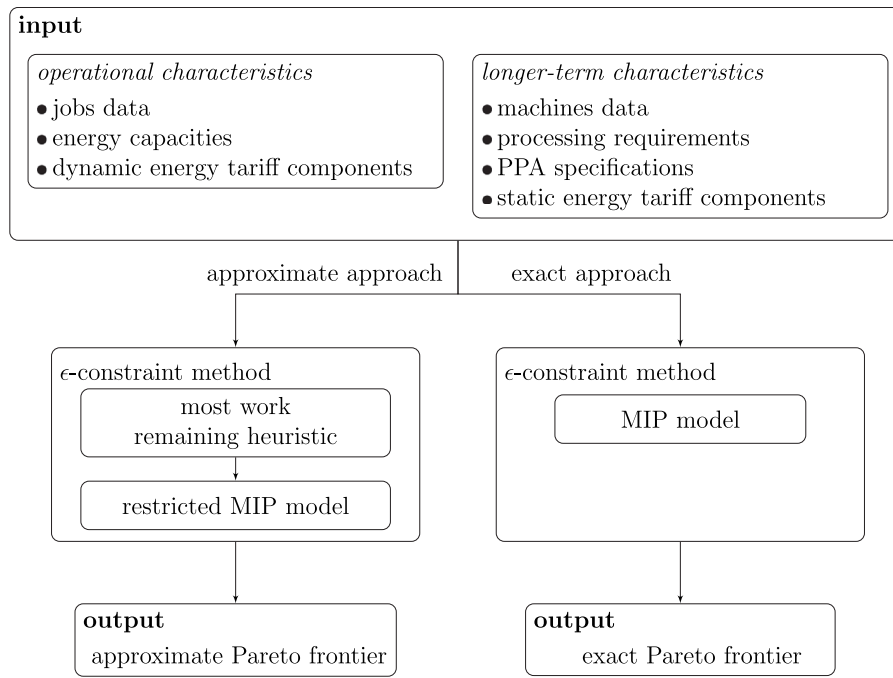 input
operational characteristics
• jobs data
• energy capacities
• dynamic energy tariff components
longer-term characteristics
• machines data
• processing requirements
• PPA specifications
• static energy tariff components
approximate approach
exact approach
ϵ-constraint method
most work
remaining heuristic
restricted MIP model
ϵ-constraint method
MIP model
output
approximate Pareto frontier
output
exact Pareto frontier